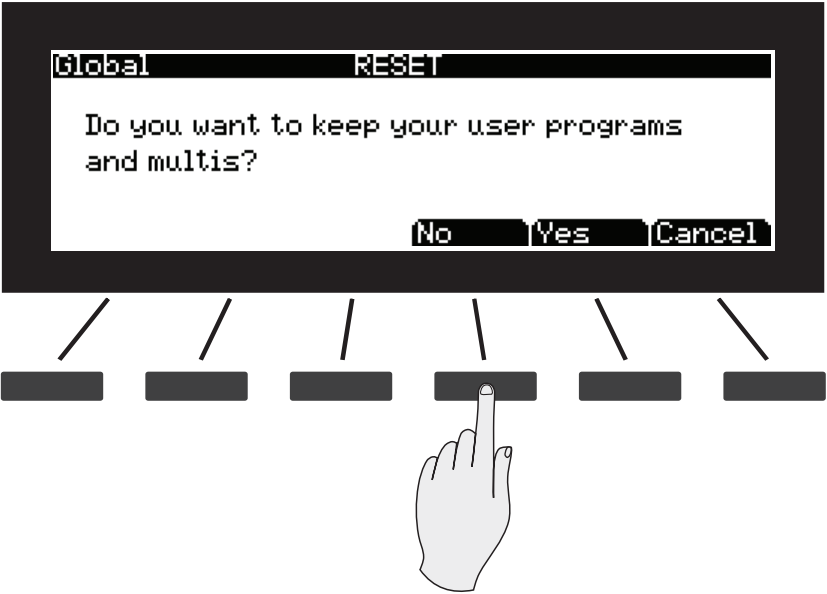 Global RESET
Do you want to keep your user programs
and multis?
No Yes Cancel